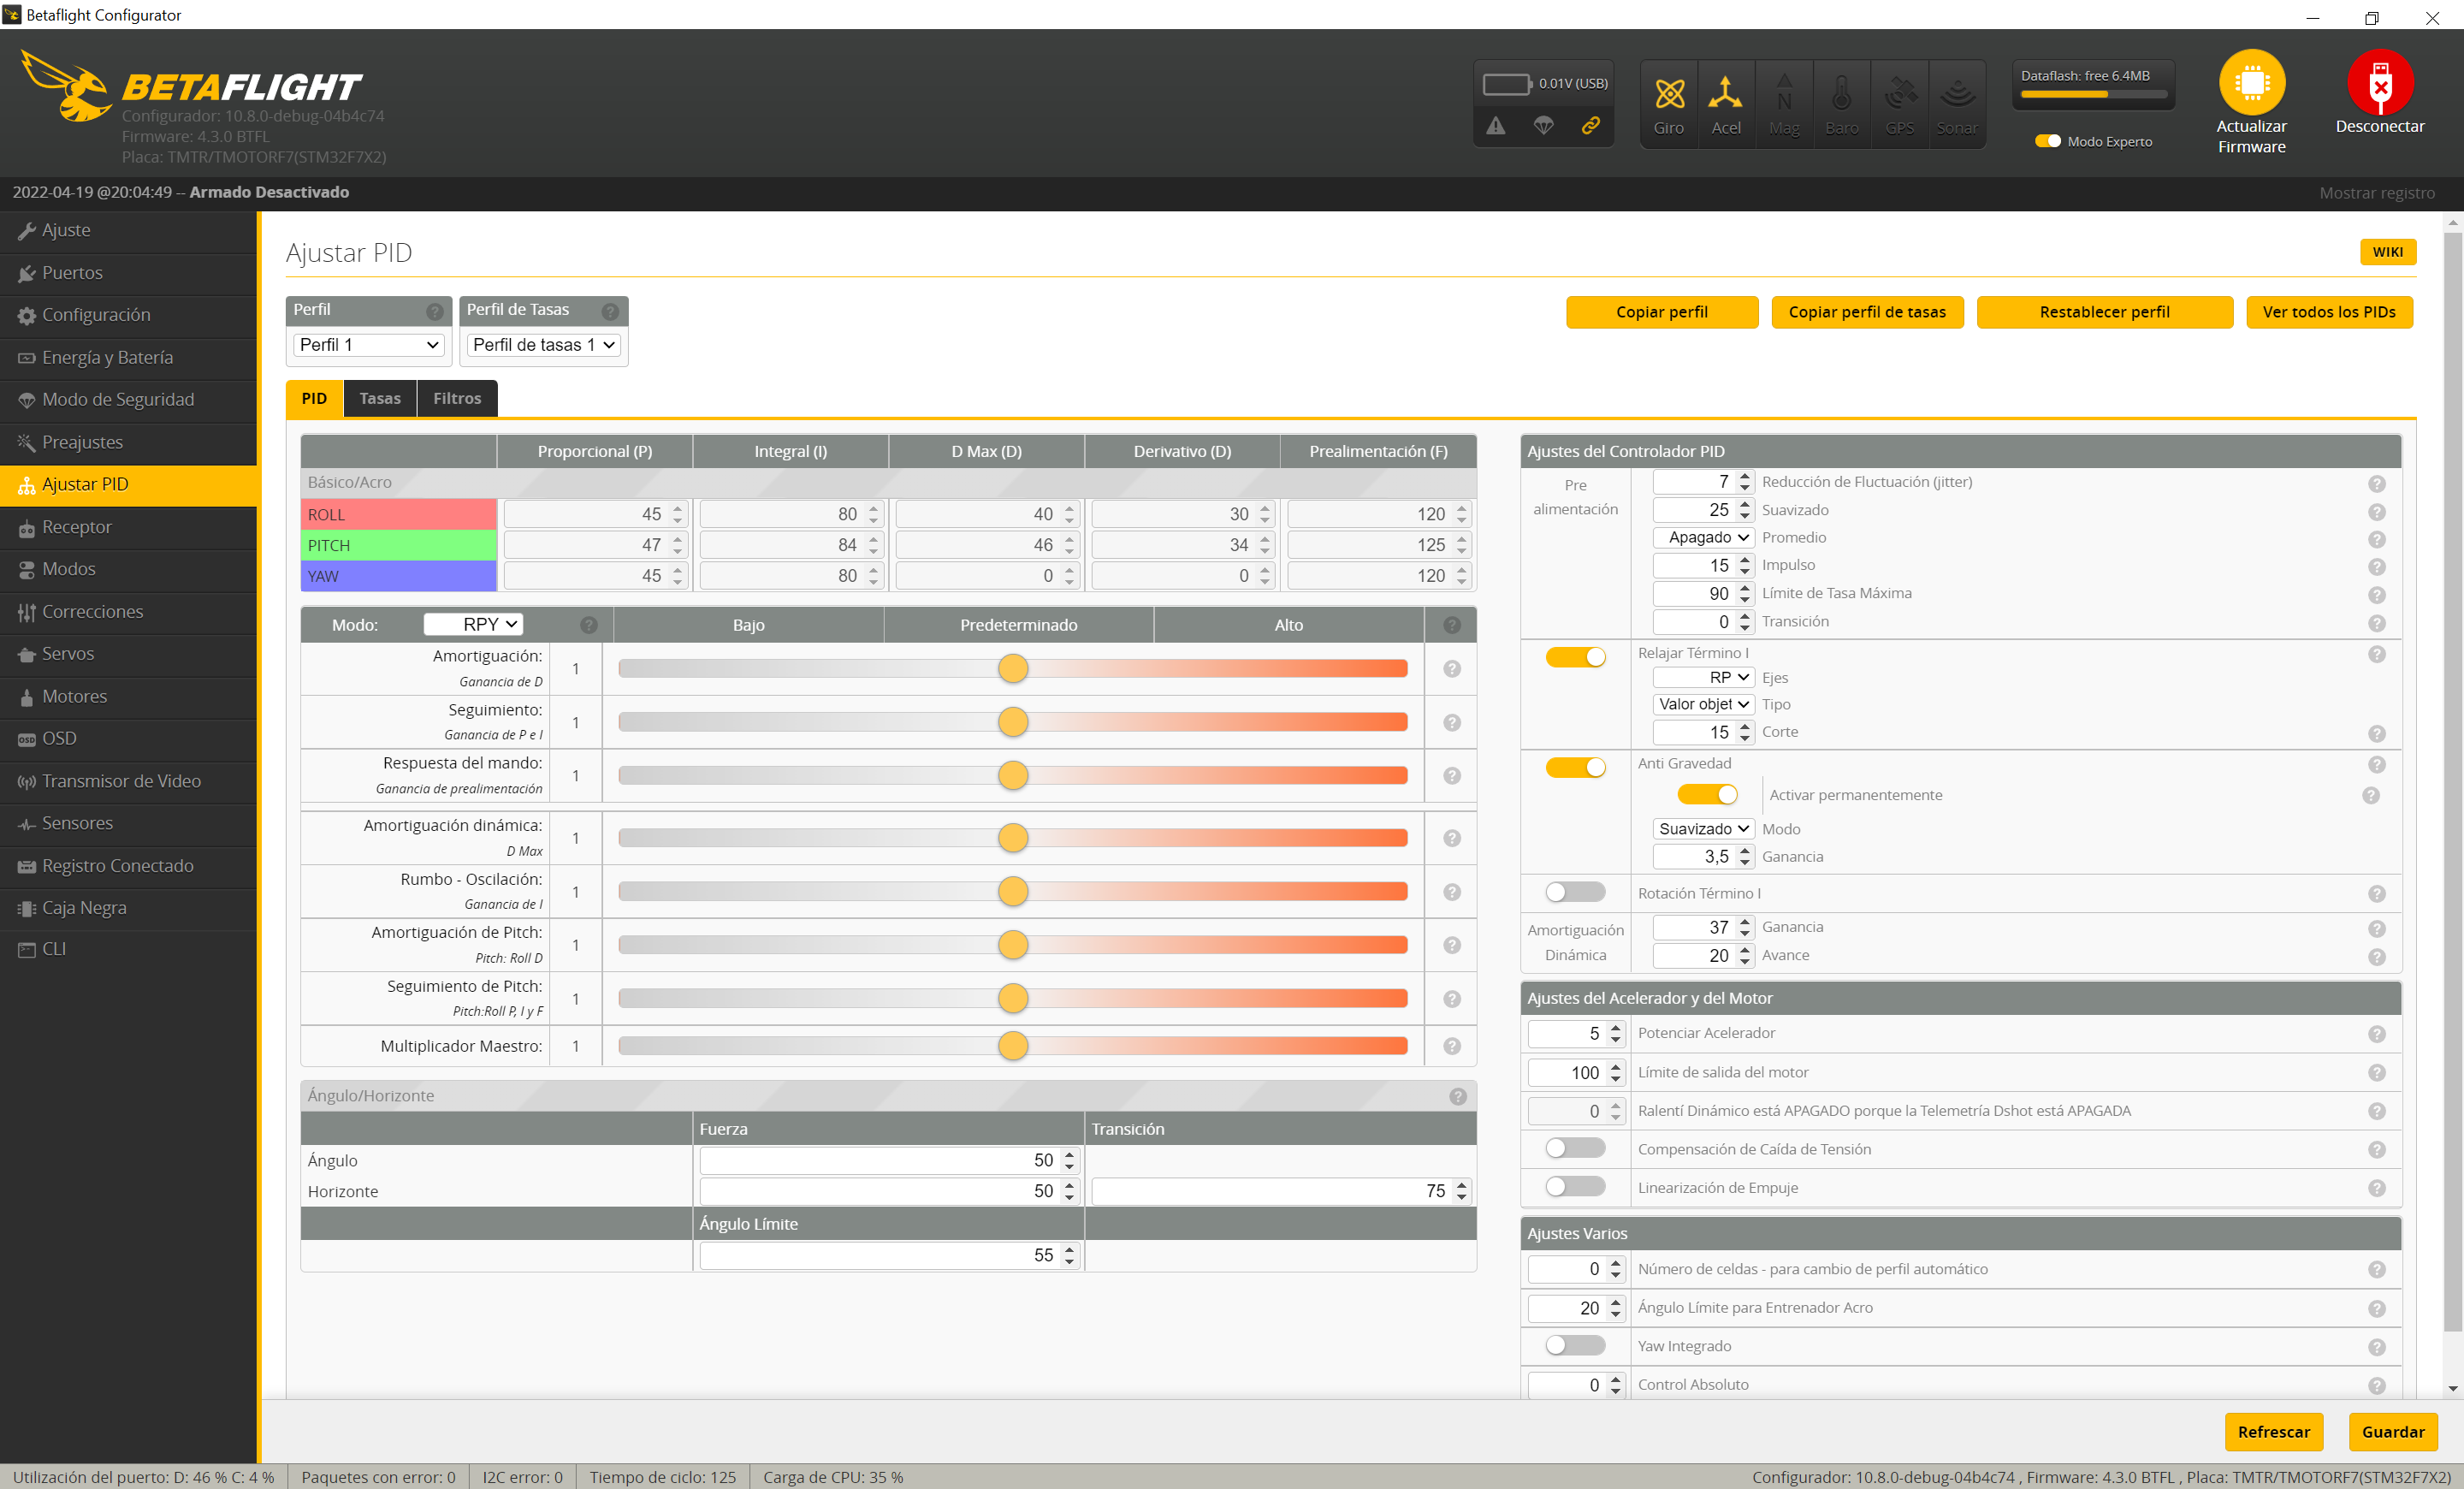 Betaflight Configurator
BETAFLIGHT
Configurador: 10.8.0-debug-04b4c74
Firmware: 4.3.0 BTFL
Placa: TMTR/TMOTORF7(STM32F7X2)
0.01V (USB)
Giro Acel Mag Baro GPS Sonar
Dataflash: free 6.4MB
Modo Experto
Actualizar Firmware
Desconectar
2022-04-19 @20:04:49 -- Armado Desactivado
Mostrar registro
Ajuste
Puertos
Configuración
Energía y Batería
Modo de Seguridad
Preajustes
Ajustar PID
Receptor
Modos
Correcciones
Servos
Motores
OSD
Transmisor de Video
Sensores
Registro Conectado
Caja Negra
CLI
Ajustar PID
WIKI
Perfil
Perfil 1
Perfil de Tasas
Perfil de tasas 1
Copiar perfil
Copiar perfil de tasas
Restablecer perfil
Ver todos los PIDs
PID Tasas Filtros
Proporcional (P) Integral (I) D Max (D) Derivativo (D) Prealimentación (F)
Básico/Acro
ROLL 45 80 40 30 120
PITCH 47 84 46 34 125
YAW 45 80 0 0 120
Modo: RPY Bajo Predeterminado Alto
Amortiguación: 1
Ganancia de D
Seguimiento: 1
Ganancia de P e I
Respuesta del mando: 1
Ganancia de prealimentación
Amortiguación dinámica: 1
D Max
Rumbo - Oscilación: 1
Ganancia de I
Amortiguación de Pitch: 1
Pitch: Roll D
Seguimiento de Pitch: 1
Pitch:Roll P, I y F
Multiplicador Maestro: 1
Ángulo/Horizonte
Fuerza Transición
Ángulo 50
Horizonte 50 75
Ángulo Límite
55
Ajustes del Controlador PID
Pre alimentación
7 Reducción de Fluctuación (jitter)
25 Suavizado
Apagado Promedio
15 Impulso
90 Límite de Tasa Máxima
0 Transición
Relajar Término I
RP Ejes
Valor objet Tipo
15 Corte
Anti Gravedad
Activar permanentemente
Suavizado Modo
3,5 Ganancia
Rotación Término I
Amortiguación Dinámica
37 Ganancia
20 Avance
Ajustes del Acelerador y del Motor
5 Potenciar Acelerador
100 Límite de salida del motor
0 Ralentí Dinámico está APAGADO porque la Telemetría Dshot está APAGADA
Compensación de Caída de Tensión
Linearización de Empuje
Ajustes Varios
0 Número de celdas - para cambio de perfil automático
20 Ángulo Límite para Entrenador Acro
Yaw Integrado
0 Control Absoluto
Refrescar
Guardar
Utilización del puerto: D: 46 % C: 4 % Paquetes con error: 0 I2C error: 0 Tiempo de ciclo: 125 Carga de CPU: 35 %
Configurador: 10.8.0-debug-04b4c74 , Firmware: 4.3.0 BTFL , Placa: TMTR/TMOTORF7(STM32F7X2)